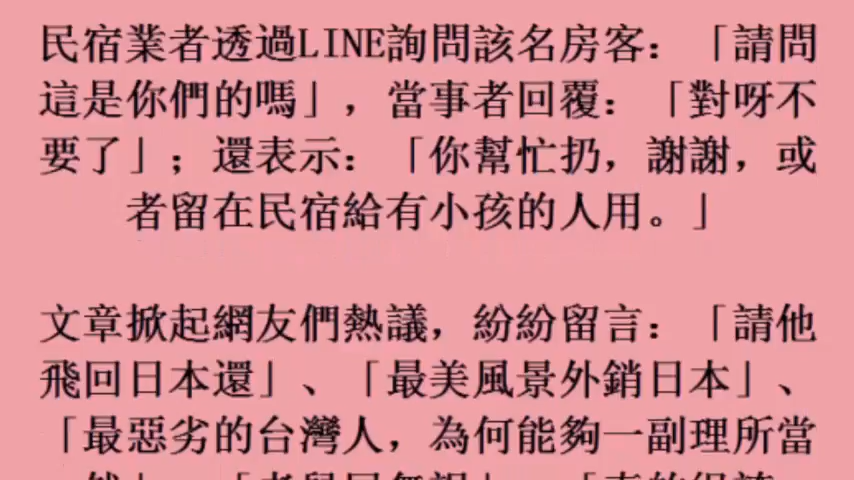 民宿業者透過LINE詢問該名房客：「請問
這是你們的嗎」，當事者回覆：「對呀不
要了」；還表示：「你幫忙扔，謝謝，或
者留在民宿給有小孩的人用。」
文章掀起網友們熱議，紛紛留言：「請他
飛回日本還」、「最美風景外銷日本」、
「最惡劣的台灣人，為何能夠一副理所當